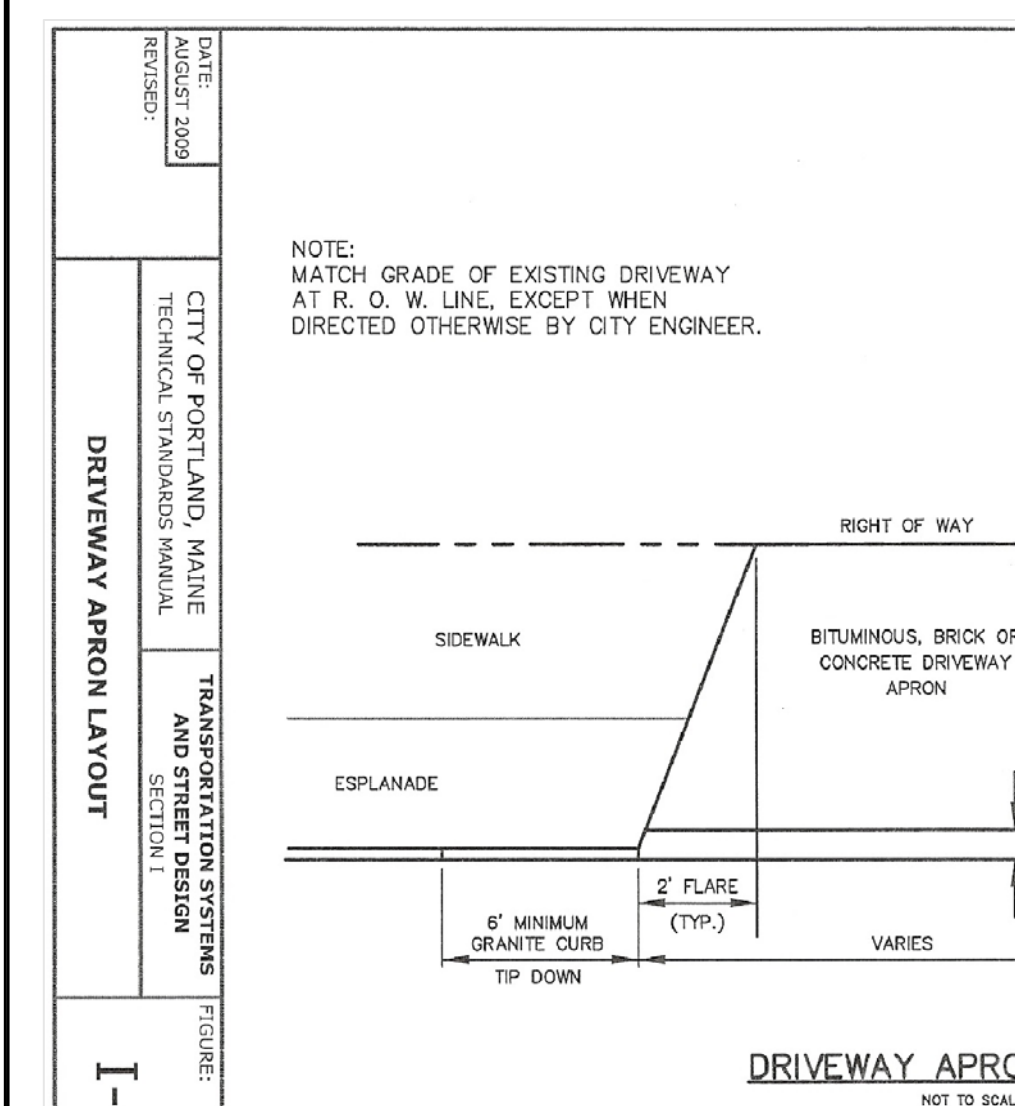 DATE:
AUGUST 2009
REVISED:
CITY OF PORTLAND, MAINE
TECHNICAL STANDARDS MANUAL
DRIVEWAY APRON LAYOUT
TRANSPORTATION SYSTEMS
AND STREET DESIGN
SECTION I
FIGURE:
I-
NOTE:
MATCH GRADE OF EXISTING DRIVEWAY
AT R. O. W. LINE, EXCEPT WHEN
DIRECTED OTHERWISE BY CITY ENGINEER.
RIGHT OF WAY
SIDEWALK
BITUMINOUS, BRICK OR
CONCRETE DRIVEWAY
APRON
ESPLANADE
2' FLARE
(TYP.)
6' MINIMUM
GRANITE CURB
TIP DOWN
VARIES
DRIVEWAY APRO
NOT TO SCAL